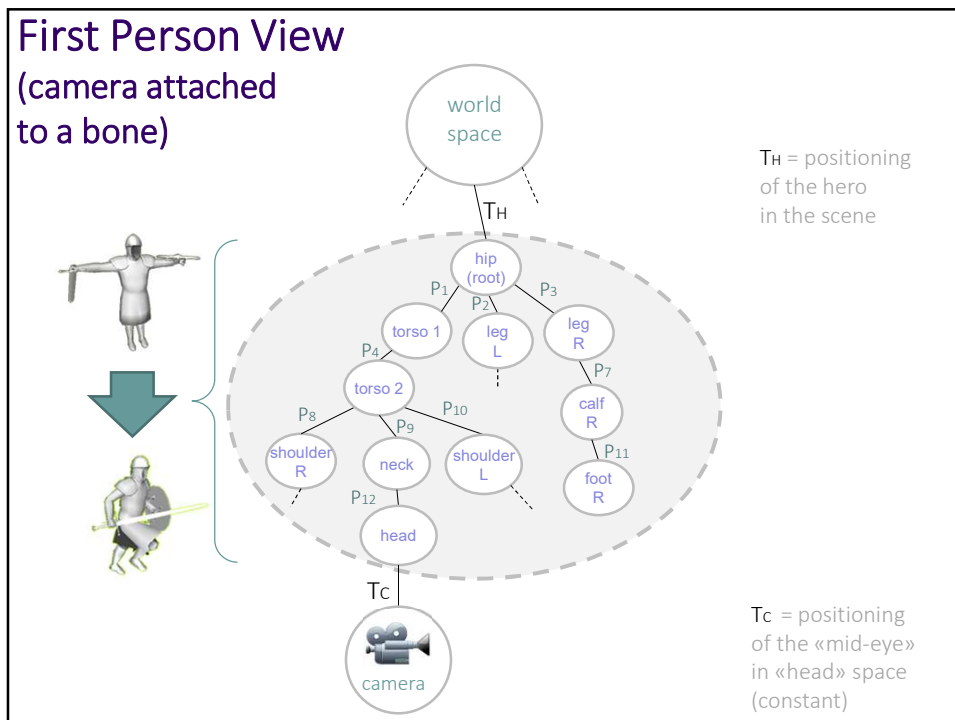 First Person View
(camera attached
to a bone)
world
space
TH = positioning
of the hero
in the scene
TH
hip
(root)
P1
P2
P3
torso 1
leg
L
leg
R
P4
P7
torso 2
calf
R
P8
P9
P10
P11
shoulder
R
neck
shoulder
L
foot
R
P12
head
TC
camera
TC = positioning
of the «mid-eye»
in «head» space
(constant)